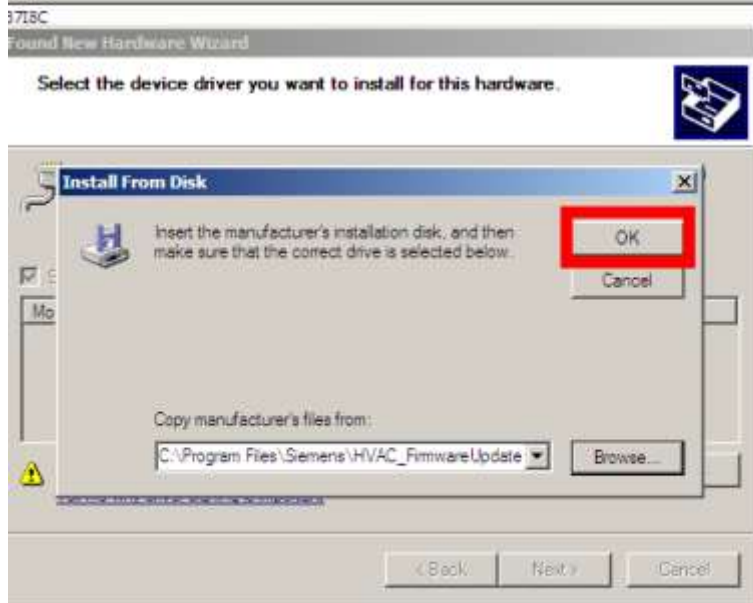 3718C
Found New Hardware Wizard
Select the device driver you want to install for this hardware.
Install From Disk
Insert the manufacturer's installation disk, and then
make sure that the correct drive is selected below.
OK
Cancel
Mo
Copy manufacturer's files from:
C:\Program Files\Siemens\HVAC_FirmwareUpdate
Browse...
< Back
Next >
Cancel